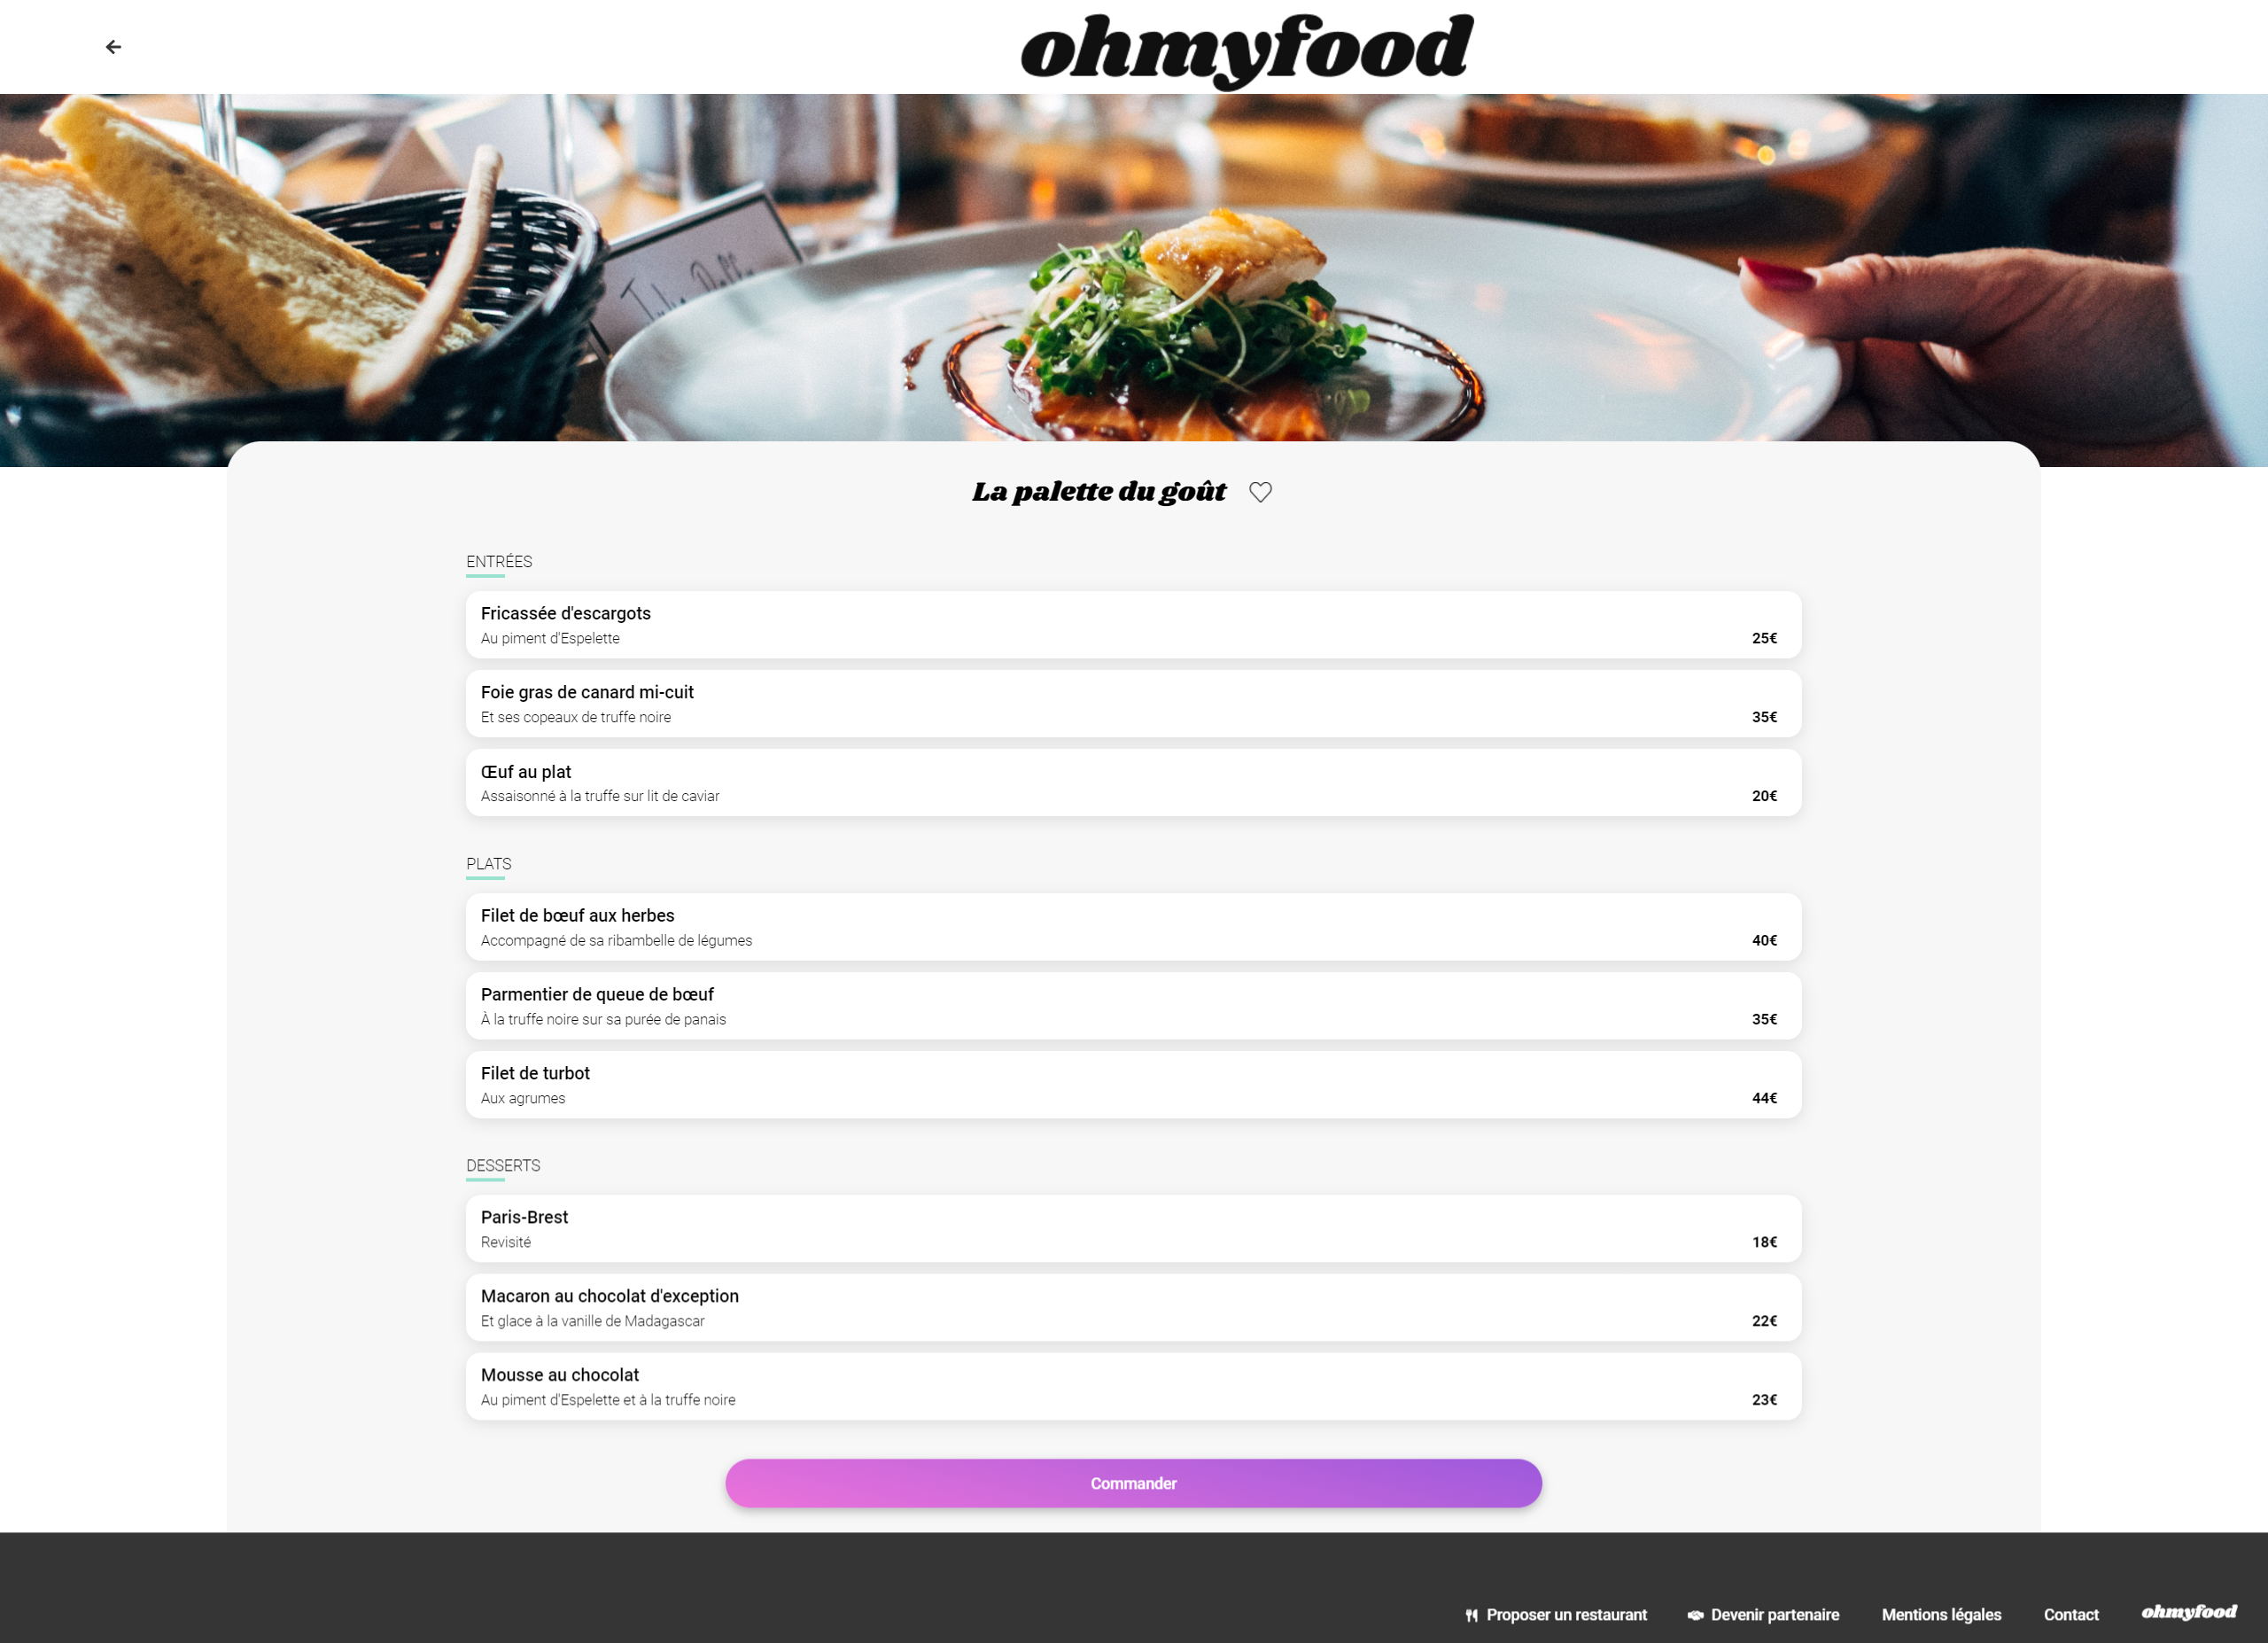 ohmyfood
La palette du goût
ENTRÉES
Fricassée d'escargots
Au piment d'Espelette 25€
Foie gras de canard mi-cuit
Et ses copeaux de truffe noire 35€
Œuf au plat
Assaisonné à la truffe sur lit de caviar 20€
PLATS
Filet de bœuf aux herbes
Accompagné de sa ribambelle de légumes 40€
Parmentier de queue de bœuf
À la truffe noire sur sa purée de panais 35€
Filet de turbot
Aux agrumes 44€
DESSERTS
Paris-Brest
Revisité 18€
Macaron au chocolat d'exception
Et glace à la vanille de Madagascar 22€
Mousse au chocolat
Au piment d'Espelette et à la truffe noire 23€
Commander
Proposer un restaurant Devenir partenaire Mentions légales Contact ohmyfood